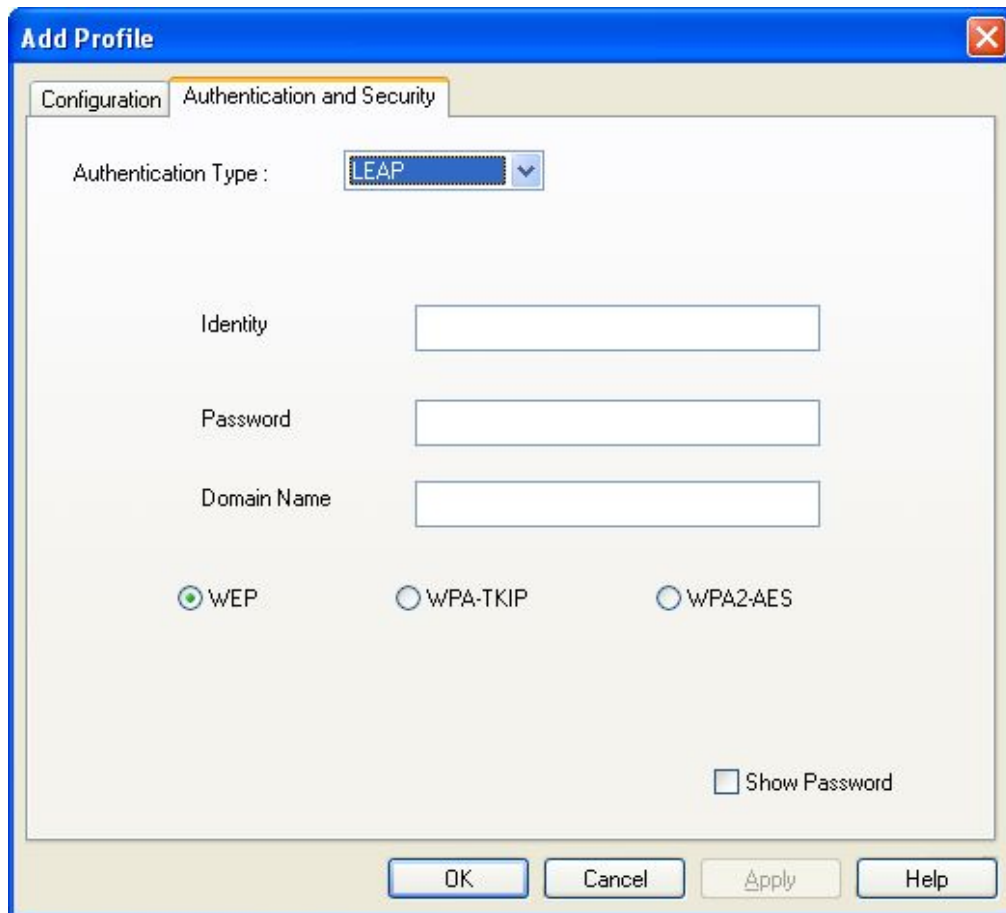 Add Profile
Configuration Authentication and Security
Authentication Type : LEAP
Identity
Password
Domain Name
WEP WPA-TKIP WPA2-AES
Show Password
OK Cancel Apply Help